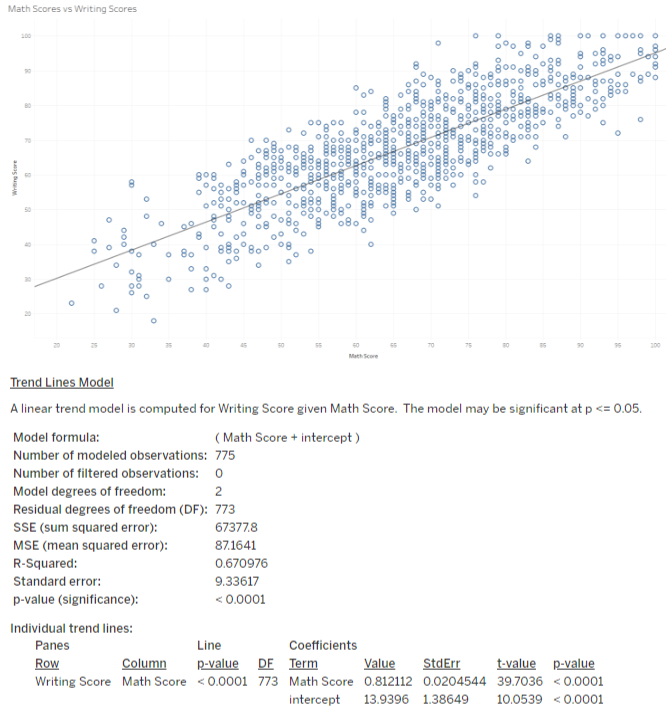 Math Scores vs Writing Scores
100
90
80
70
60
50
40
30
20
Writing Score
20 25 30 35 40 45 50 55 60 65 70 75 80 85 90 95 100
Math Score
Trend Lines Model
A linear trend model is computed for Writing Score given Math Score. The model may be significant at p <= 0.05.
Model formula: ( Math Score + intercept )
Number of modeled observations: 775
Number of filtered observations: 0
Model degrees of freedom: 2
Residual degrees of freedom (DF): 773
SSE (sum squared error): 67377.8
MSE (mean squared error): 87.1641
R-Squared: 0.670976
Standard error: 9.33617
p-value (significance): < 0.0001
Individual trend lines:
Panes Line Coefficients
Row Column p-value DF Term Value StdErr t-value p-value
Writing Score Math Score < 0.0001 773 Math Score 0.812112 0.0204544 39.7036 < 0.0001
intercept 13.9396 1.38649 10.0539 < 0.0001